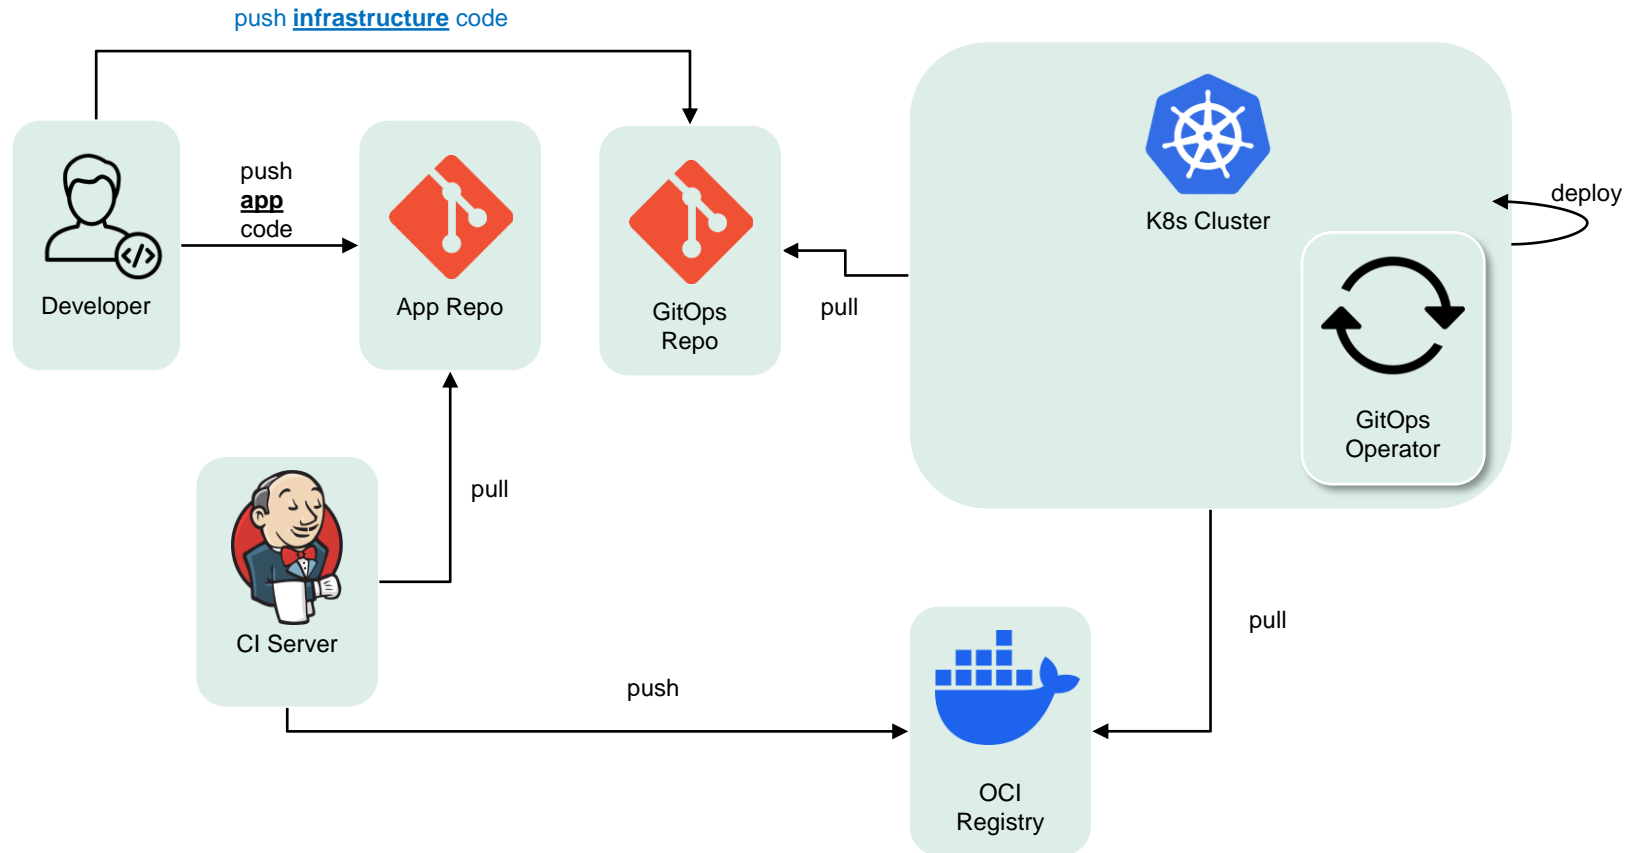 push infrastructure code
push
app
code
Developer
App Repo
GitOps
Repo
pull
K8s Cluster
deploy
GitOps
Operator
pull
CI Server
push
pull
OCI
Registry